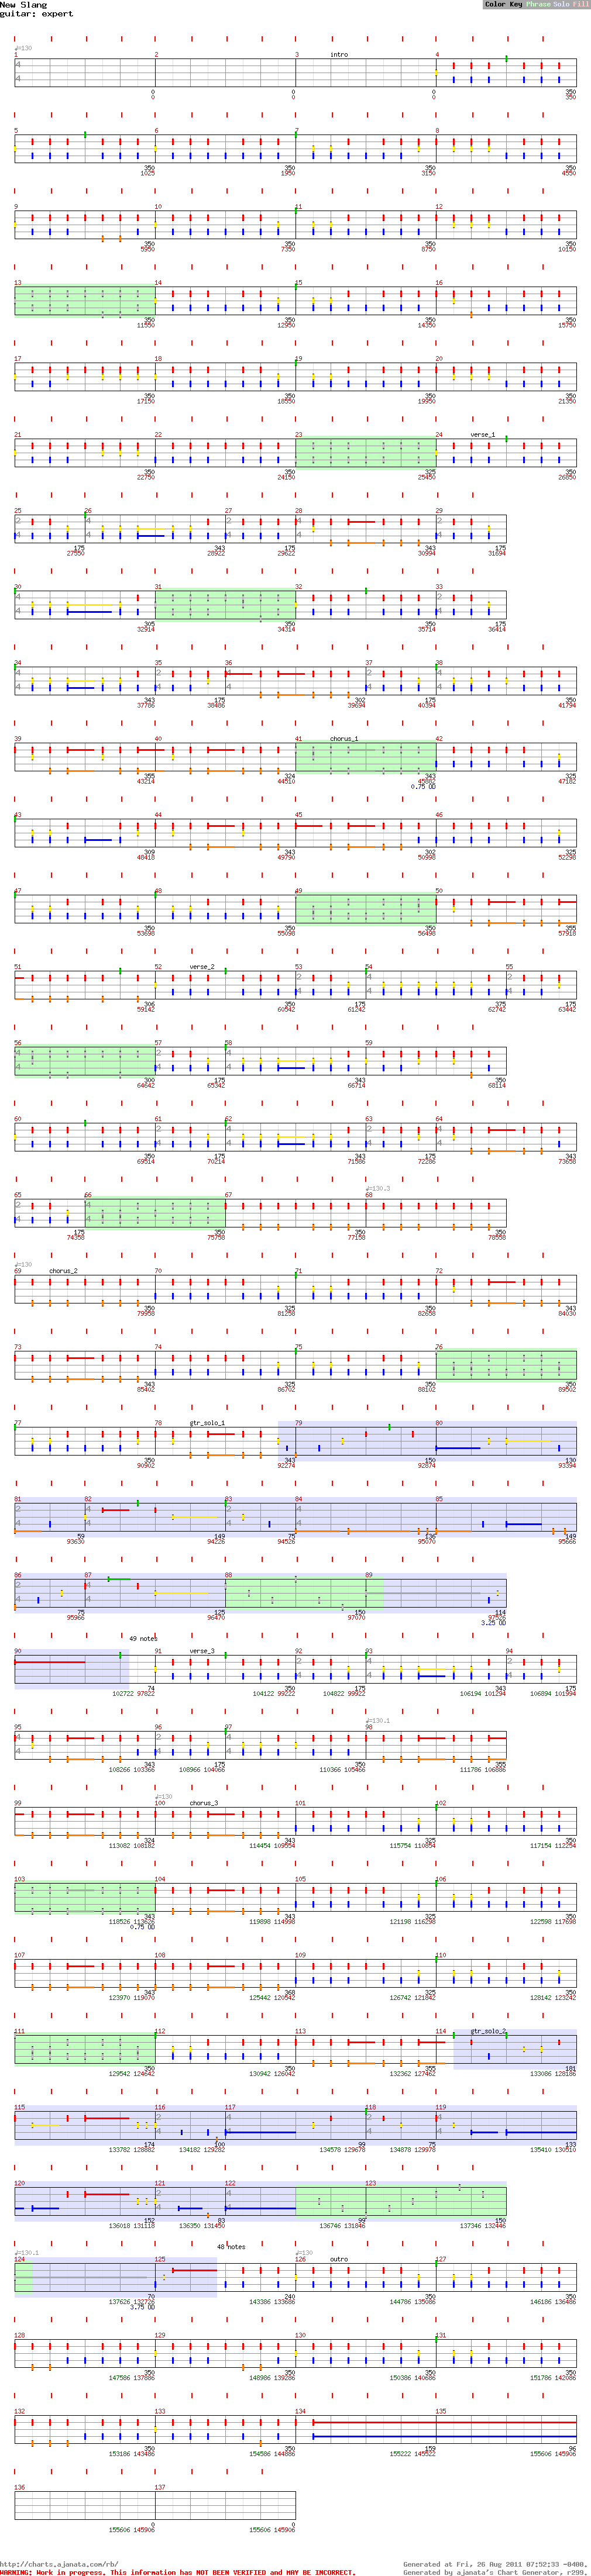 New Slang
guitar: expert
Color Key Phrase Solo Fill
♩=130
1 2 3 intro 4
0 0 0 350
0 0 0 350
5 6 7 8
350 350 350 350
1025 1950 3150 4550
9 10 11 12
350 350 350 350
5950 7350 8750 10150
13 14 15 16
350 350 350 350
11550 12950 14350 15750
17 18 19 20
350 350 350 350
17150 18550 19950 21350
21 22 23 24 verse_1
350 350 325 350
22750 24150 25450 26850
25 26 27 28 29
175 343 175 350 175
27550 28922 29622 30994 31694
30 31 32 33
305 350 350 175
32914 34314 35714 36414
34 35 36 37 38
343 175 302 175 350
37786 38486 39694 40394 41794
39 40 41 chorus_1 42
355 324 343 325
43214 44510 45882 47182
0.75 OD
43 44 45 46
309 343 302 325
48418 49790 50998 52298
47 48 49 50
350 350 350 355
53698 55098 56498 57918
51 52 verse_2 53 54 55
306 350 175 375 175
59142 60542 61242 62742 63442
56 57 58 59
300 175 343 350
64642 65342 66714 68114
60 61 62 63 64
350 175 343 175 343
69514 70214 71586 72286 73658
♩=130.3
65 66 67 68
175 350 350 350
74358 75758 77158 78558
♩=130
69 chorus_2 70 71 72
350 325 350 343
79958 81258 82658 84030
73 74 75 76
343 325 350 350
85402 86702 88102 89502
77 78 gtr_solo_1 79 80
350 343 150 130
90902 92274 92874 93394
81 82 83 84 85
59 149 75 136 149
93630 94226 94526 95070 95666
86 87 88 89
75 125 150 114
95966 96470 97070 97526
3.25 OD
49 notes
90 91 verse_3 92 93 94
74 350 175 343 175
102722 97822 104122 99222 104822 99922 106194 101294 106894 101994
♩=130.1
95 96 97 98
343 175 350 355
108266 103366 108966 104066 110366 105466 111786 106886
♩=130
99 100 chorus_3 101 102
324 343 325 350
113082 108182 114454 109554 115754 110854 117154 112254
103 104 105 106
343 343 325 350
118526 113626 119898 114998 121198 116298 122598 117698
0.75 OD
107 108 109 110
343 368 325 350
123970 119070 125442 120542 126742 121842 128142 123242
111 112 113 114 gtr_solo_2
350 350 355 181
129542 124642 130942 126042 132362 127462 133086 128186
115 116 117 118 119
174 100 99 75 133
133782 128882 134182 129282 134578 129678 134878 129978 135410 130510
120 121 122 123
152 83 99 150
136018 131118 136350 131450 136746 131846 137346 132446
♩=130.1 48 notes ♩=130
124 125 126 outro 127
70 240 350 350
137626 132726 143386 133686 144786 135086 146186 136486
3.75 OD
128 129 130 131
350 350 350 350
147586 137886 148986 139286 150386 140686 151786 142086
132 133 134 135
350 350 159 96
153186 143486 154586 144886 155222 145522 155606 145906
136 137
0 0
155606 145906 155606 145906
http://charts.ajanata.com/rb/
WARNING: Work in progress. This information has NOT BEEN VERIFIED and MAY BE INCORRECT.
Generated at Fri, 26 Aug 2011 07:52:33 -0400.
Generated by ajanata's Chart Generator, r299.